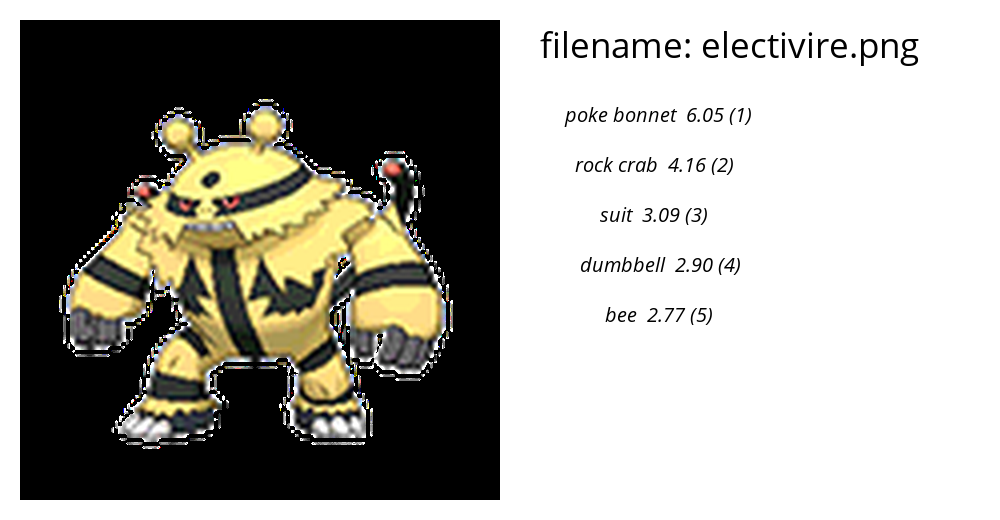 filename: electivire.png
poke bonnet 6.05 (1)
rock crab 4.16 (2)
suit 3.09 (3)
dumbbell 2.90 (4)
bee 2.77 (5)